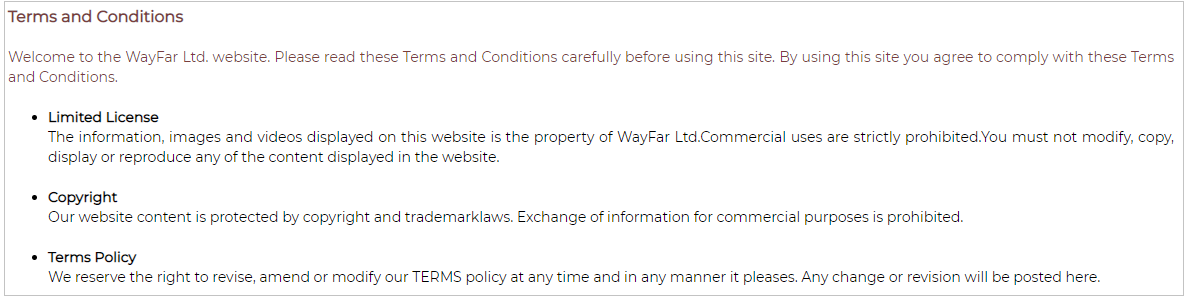 Terms and Conditions
Welcome to the WayFar Ltd. website. Please read these Terms and Conditions carefully before using this site. By using this site you agree to comply with these Terms
and Conditions.
• Limited License
The information, images and videos displayed on this website is the property of WayFar Ltd.Commercial uses are strictly prohibited.You must not modify, copy,
display or reproduce any of the content displayed in the website.
• Copyright
Our website content is protected by copyright and trademarklaws. Exchange of information for commercial purposes is prohibited.
• Terms Policy
We reserve the right to revise, amend or modify our TERMS policy at any time and in any manner it pleases. Any change or revision will be posted here.